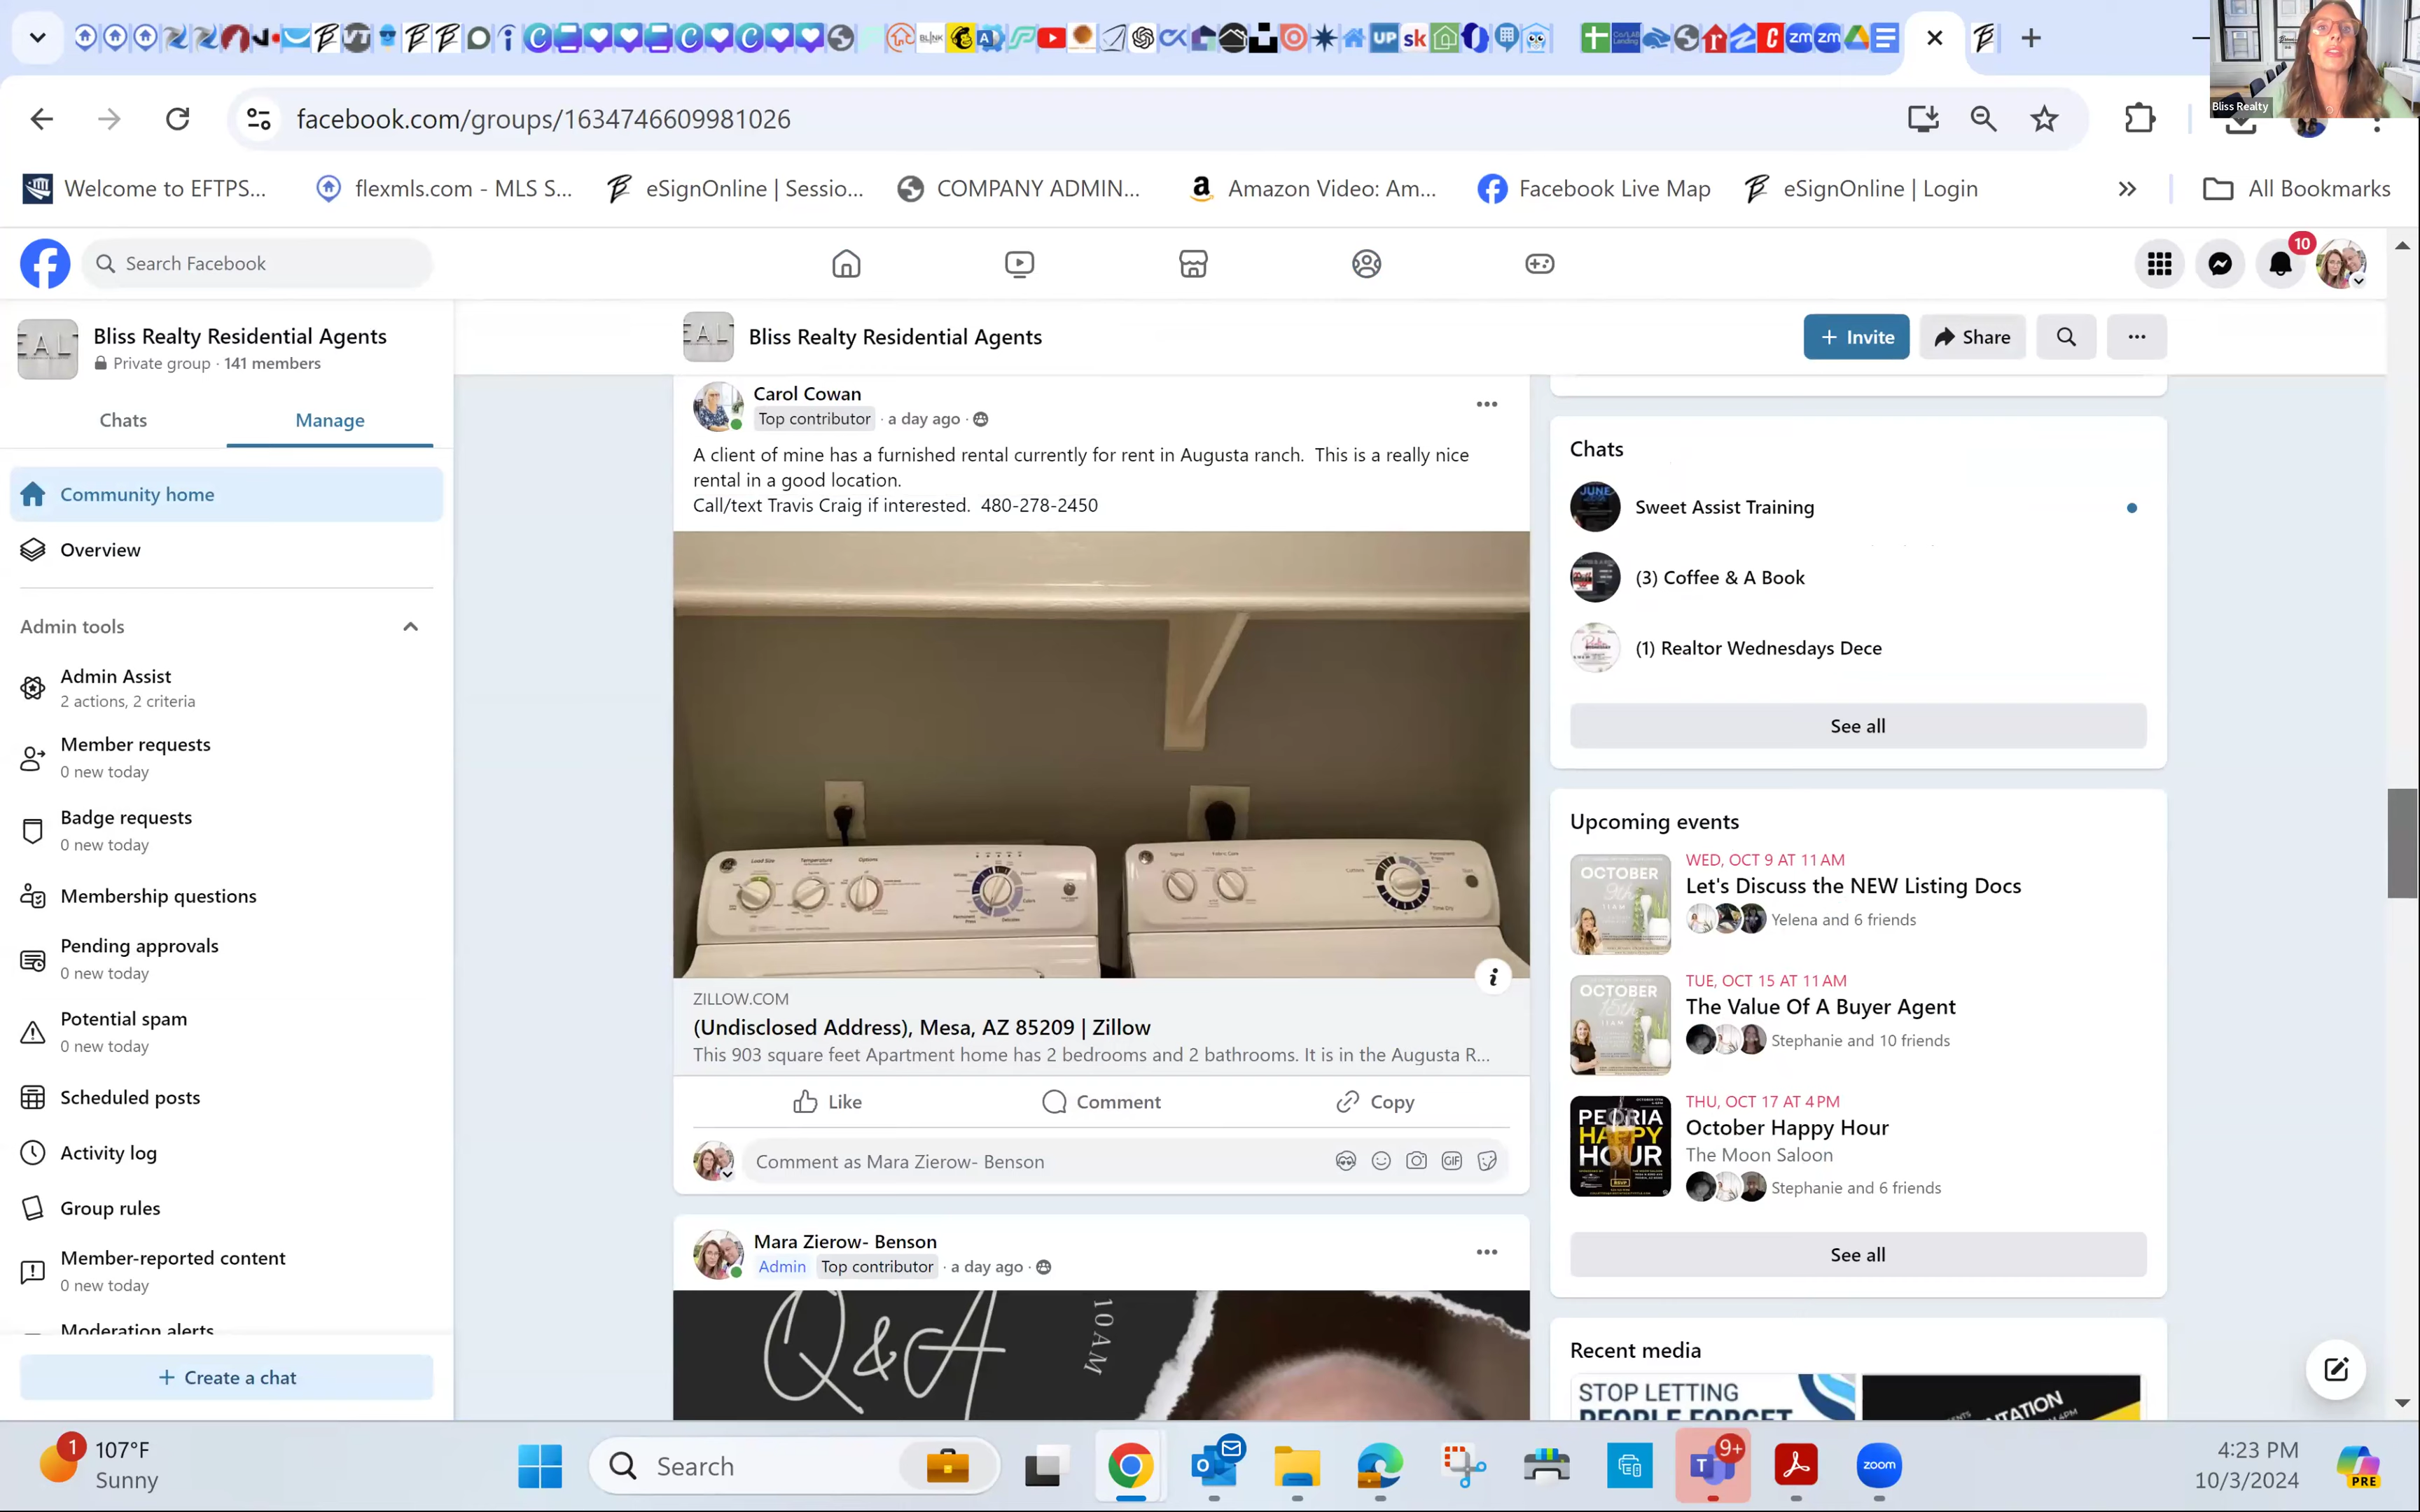 Bliss Realty
facebook.com/groups/1634746609981026
Welcome to EFTPS...
flexmls.com - MLS S...
eSignOnline | Sessio...
COMPANY ADMIN...
Amazon Video: Am...
Facebook Live Map
eSignOnline | Login
All Bookmarks
Search Facebook
10
Bliss Realty Residential Agents
Private group · 141 members
Chats
Manage
Community home
Overview
Admin tools
Admin Assist
2 actions, 2 criteria
Member requests
0 new today
Badge requests
0 new today
Membership questions
Pending approvals
0 new today
Potential spam
0 new today
Scheduled posts
Activity log
Group rules
Member-reported content
0 new today
Moderation alerts
+ Create a chat
Bliss Realty Residential Agents
+ Invite
Share
Carol Cowan
Top contributor · a day ago ·
A client of mine has a furnished rental currently for rent in Augusta ranch. This is a really nice
rental in a good location.
Call/text Travis Craig if interested. 480-278-2450
ZILLOW.COM
(Undisclosed Address), Mesa, AZ 85209 | Zillow
This 903 square feet Apartment home has 2 bedrooms and 2 bathrooms. It is in the Augusta R...
Like
Comment
Copy
Comment as Mara Zierow- Benson
GIF
Mara Zierow- Benson
Admin Top contributor · a day ago ·
Q&A
10AM
Chats
Sweet Assist Training
(3) Coffee & A Book
(1) Realtor Wednesdays Dece
See all
Upcoming events
OCTOBER
9th
11AM
WED, OCT 9 AT 11 AM
Let's Discuss the NEW Listing Docs
Yelena and 6 friends
OCTOBER
15th
11AM
TUE, OCT 15 AT 11 AM
The Value Of A Buyer Agent
Stephanie and 10 friends
PEORIA
HAPPY
HOUR
THU, OCT 17 AT 4 PM
October Happy Hour
The Moon Saloon
Stephanie and 6 friends
See all
Recent media
STOP LETTING
PEOPLE FORGET
1
107°F
Sunny
Search
9+
zoom
4:23 PM
10/3/2024
PRE